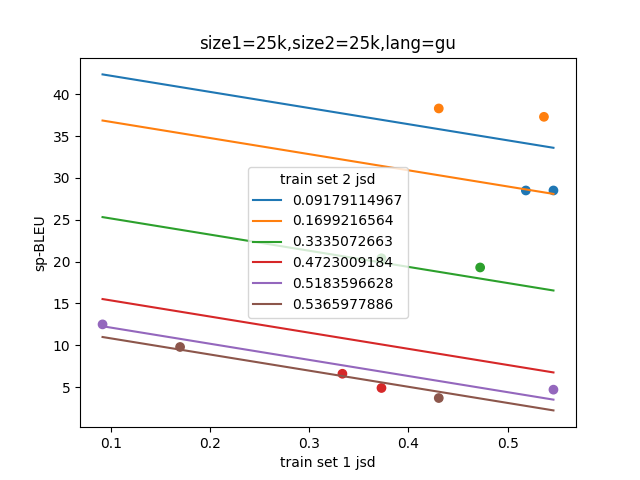 size1=25k,size2=25k,lang=gu
sp-BLEU
40
35
30
25
20
15
10
5
train set 2 jsd
0.09179114967
0.1699216564
0.3335072663
0.4723009184
0.5183596628
0.5365977886
0.1 0.2 0.3 0.4 0.5
train set 1 jsd